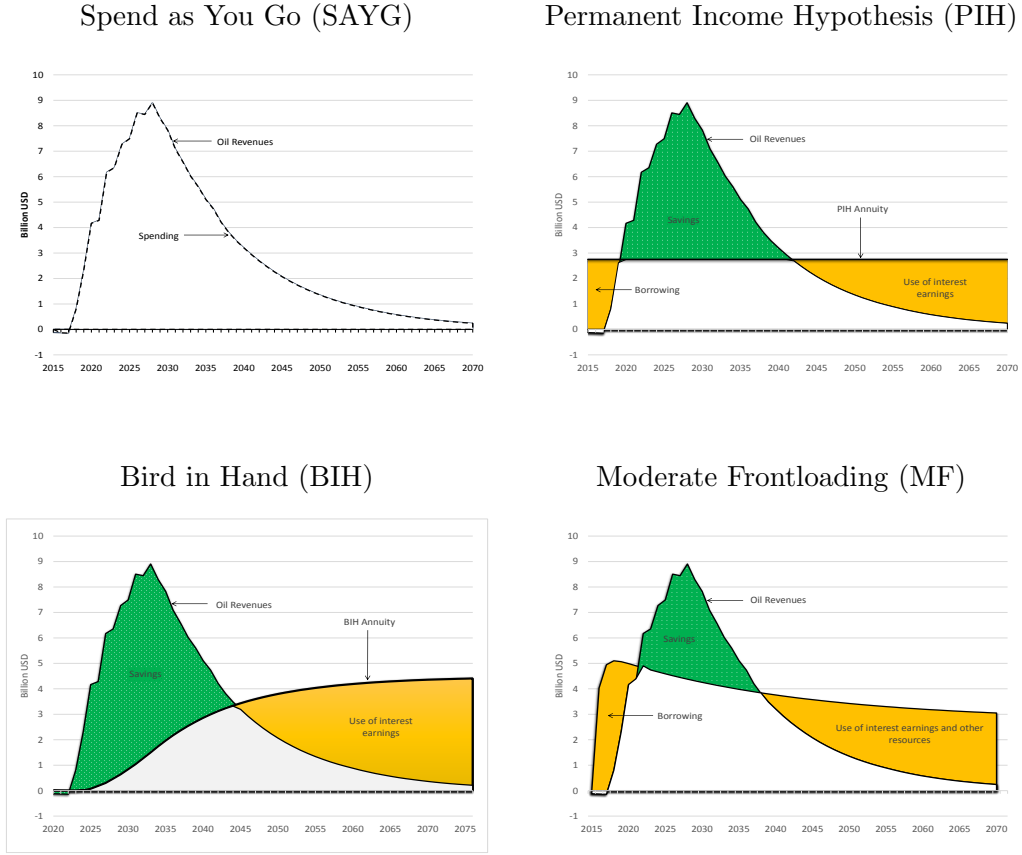 Spend as You Go (SAYG)
10
9
8
7
6
5
4
3
2
1
0
-1
Billion USD
Oil Revenues
Spending
2015 2020 2025 2030 2035 2040 2045 2050 2055 2060 2065 2070
Permanent Income Hypothesis (PIH)
10
9
8
7
6
5
4
3
2
1
0
-1
Billion USD
Oil Revenues
Savings
PIH Annuity
Borrowing
Use of interest
earnings
2015 2020 2025 2030 2035 2040 2045 2050 2055 2060 2065 2070
Bird in Hand (BIH)
10
9
8
7
6
5
4
3
2
1
0
-1
Billion USD
Oil Revenues
BIH Annuity
Savings
Use of interest
earnings
2020 2025 2030 2035 2040 2045 2050 2055 2060 2065 2070 2075
Moderate Frontloading (MF)
10
9
8
7
6
5
4
3
2
1
0
-1
Billion USD
Oil Revenues
Savings
Borrowing
Use of interest earnings and other
resources
2015 2020 2025 2030 2035 2040 2045 2050 2055 2060 2065 2070